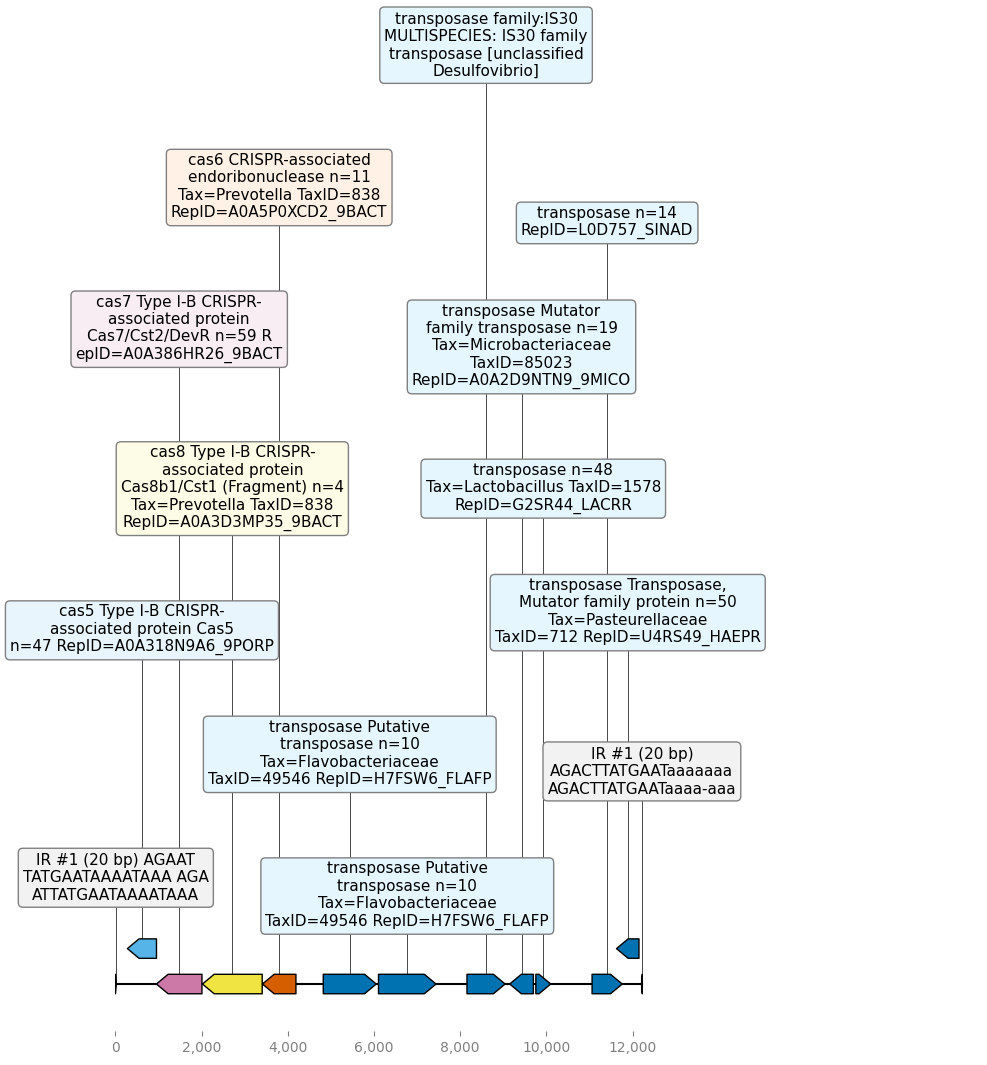 transposase family:IS30
MULTISPECIES: IS30 family
transposase [unclassified
Desulfovibrio]
cas6 CRISPR-associated
endoribonuclease n=11
Tax=Prevotella TaxID=838
RepID=A0A5P0XCD2_9BACT
transposase n=14
RepID=L0D757_SINAD
cas7 Type I-B CRISPR-
associated protein
Cas7/Cst2/DevR n=59 R
epID=A0A386HR26_9BACT
transposase Mutator
family transposase n=19
Tax=Microbacteriaceae
TaxID=85023
RepID=A0A2D9NTN9_9MICO
cas8 Type I-B CRISPR-
associated protein
Cas8b1/Cst1 (Fragment) n=4
Tax=Prevotella TaxID=838
RepID=A0A3D3MP35_9BACT
transposase n=48
Tax=Lactobacillus TaxID=1578
RepID=G2SR44_LACRR
transposase Transposase,
Mutator family protein n=50
Tax=Pasteurellaceae
TaxID=712 RepID=U4RS49_HAEPR
cas5 Type I-B CRISPR-
associated protein Cas5
n=47 RepID=A0A318N9A6_9PORP
transposase Putative
transposase n=10
Tax=Flavobacteriaceae
TaxID=49546 RepID=H7FSW6_FLAFP
IR #1 (20 bp)
AGACTTATGAATaaaaaaa
AGACTTATGAATaaaa-aaa
IR #1 (20 bp) AGAAT
TATGAATAAAATAAA AGA
ATTATGAATAAAATAAA
transposase Putative
transposase n=10
Tax=Flavobacteriaceae
TaxID=49546 RepID=H7FSW6_FLAFP
0
2,000
4,000
6,000
8,000
10,000
12,000